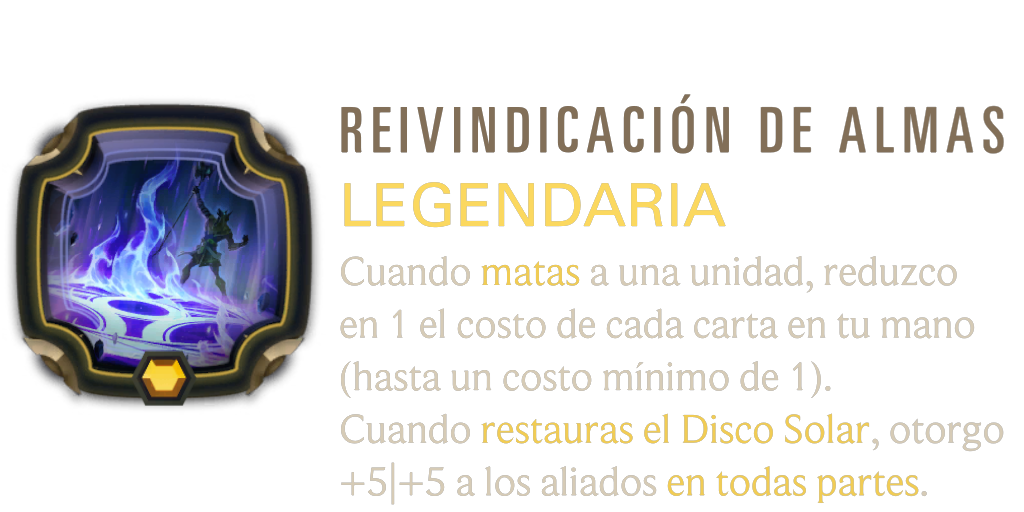 REIVINDICACIÓN DE ALMAS
LEGENDARIA
Cuando matas a una unidad, reduzco
en 1 el costo de cada carta en tu mano
(hasta un costo mínimo de 1).
Cuando restauras el Disco Solar, otorgo
+5|+5 a los aliados en todas partes.